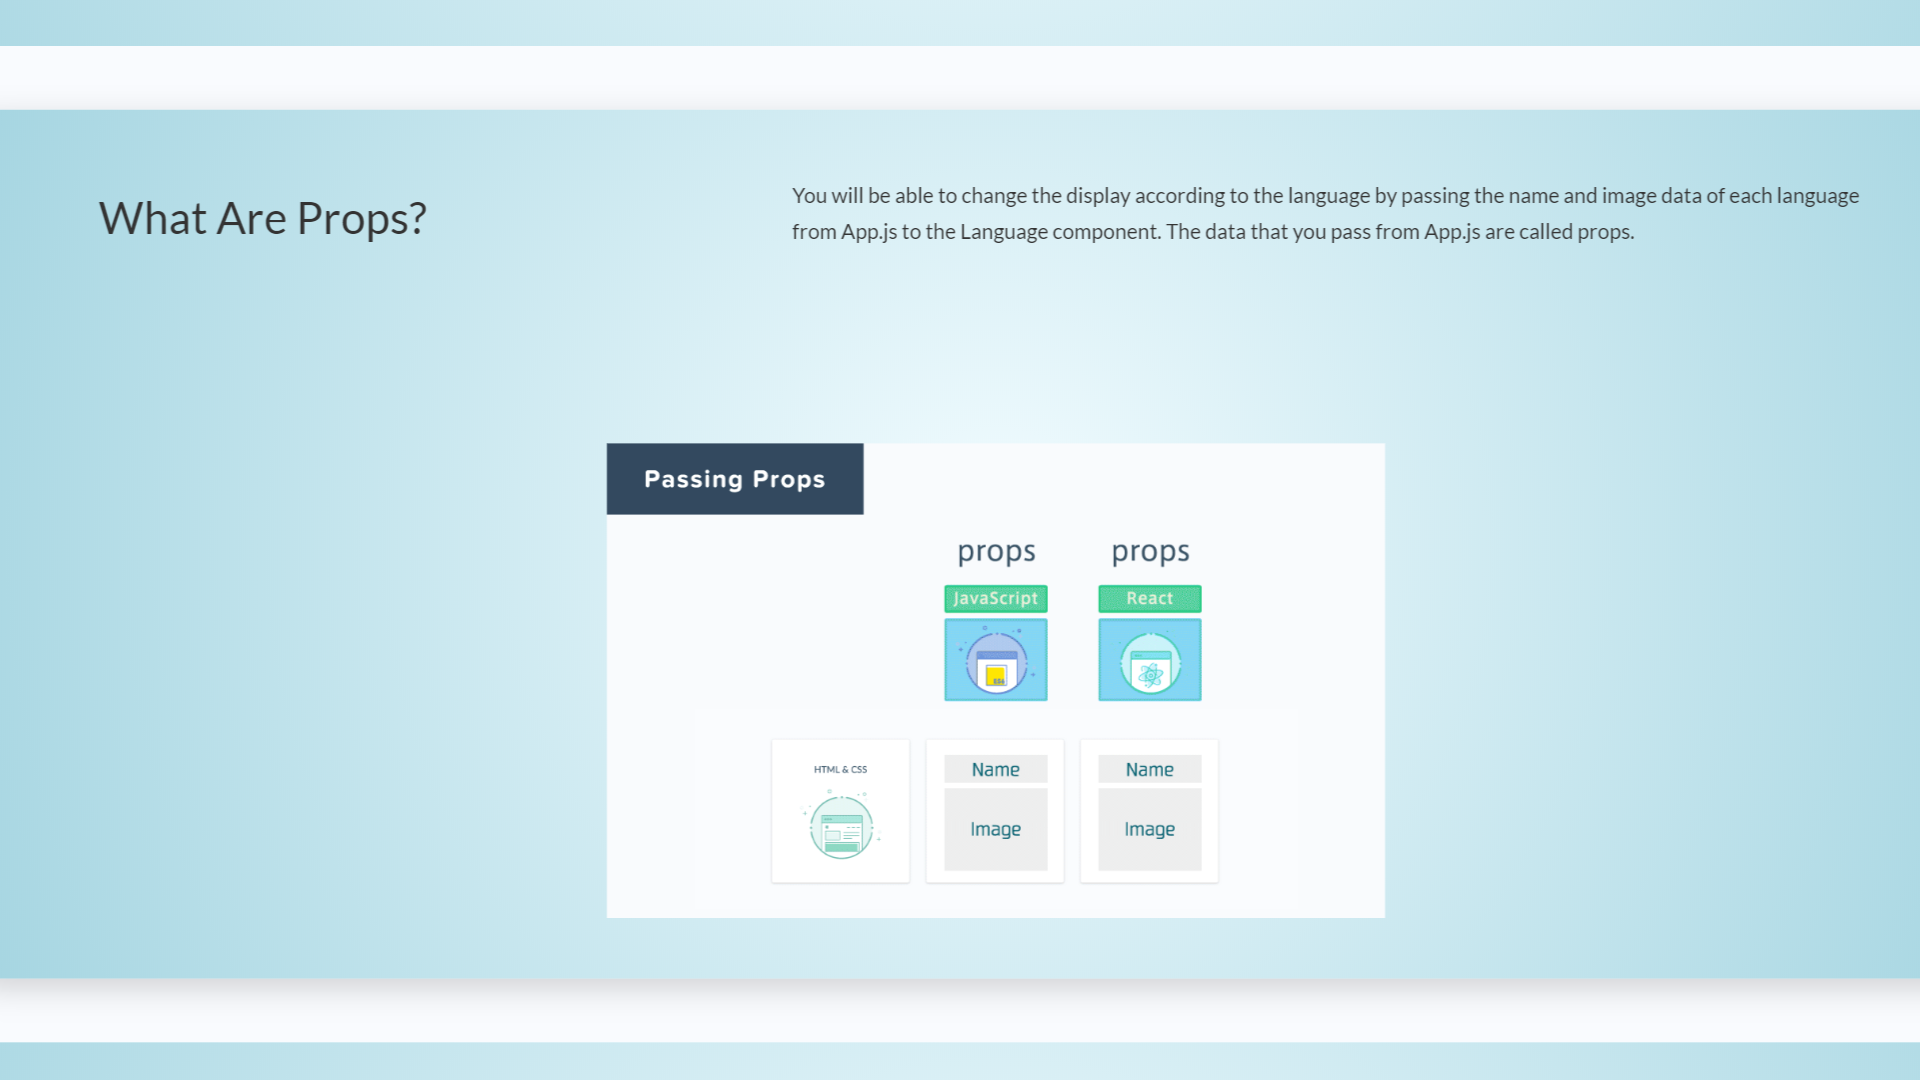 What Are Props?
You will be able to change the display according to the language by passing the name and image data of each language
from App.js to the Language component. The data that you pass from App.js are called props.
Passing Props
props props
JavaScript React
ES6
HTML & CSS Name Name
Image Image